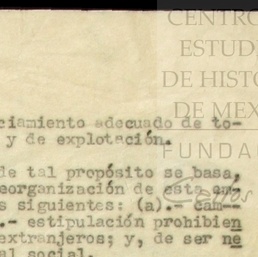 CENTRO
ESTUDI
DE HISTO
DE MEX
FUNDA
ciamiento adecuado de to-
y de explotación.
de tal propósito se basa,
eorganización de esta
s siguientes: (a).- Cam-
.- estipulación prohibien
extranjeros; y, de ser ne
al social.